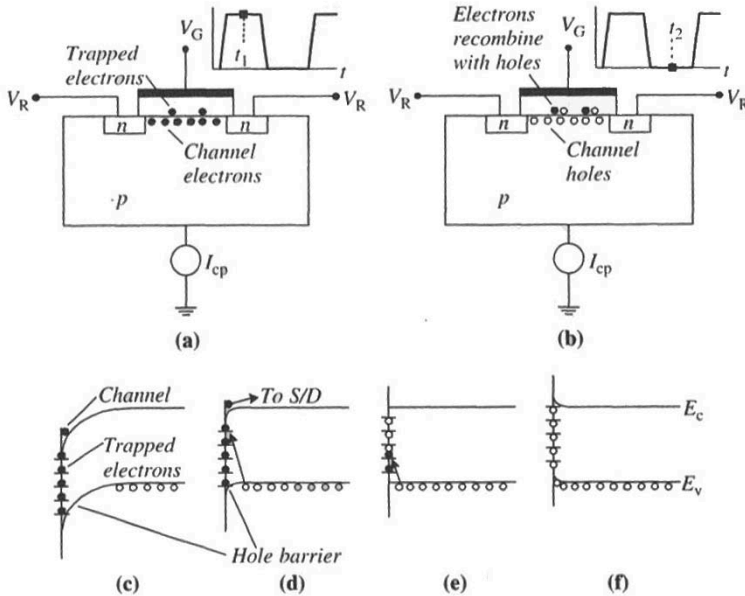 V_G
Trapped
electrons
t_1
t
V_R
V_R
n
n
Channel
electrons
p
I_cp
(a)
V_G
Electrons
recombine
with holes
t_2
t
V_R
V_R
n
n
Channel
holes
p
I_cp
(b)
Channel
Trapped
electrons
Hole barrier
To S/D
E_c
E_v
(c)
(d)
(e)
(f)